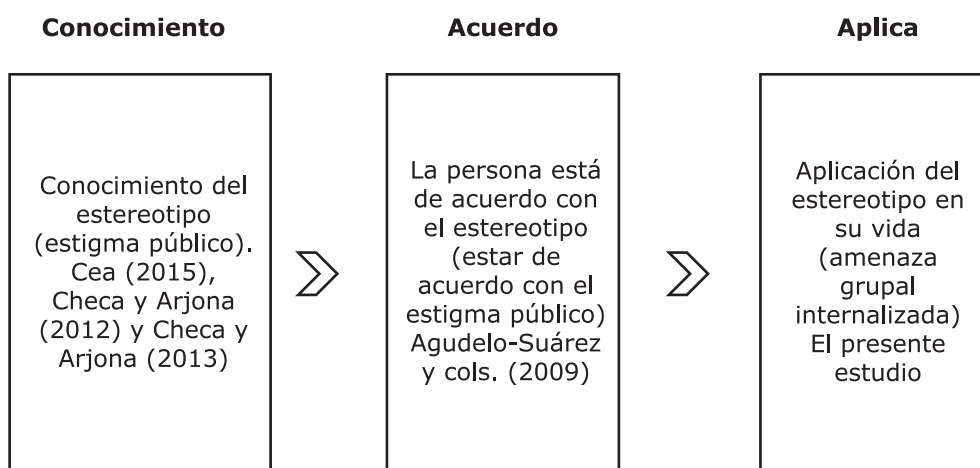 Conocimiento
Acuerdo
Aplica
Conocimiento del
estereotipo
(estigma público).
Cea (2015),
Checa y Arjona
(2012) y Checa y
Arjona (2013)
La persona está
de acuerdo con
el estereotipo
(estar de
acuerdo con el
estigma público)
Agudelo-Suárez
y cols. (2009)
Aplicación del
estereotipo en
su vida
(amenaza
grupal
internalizada)
El presente
estudio